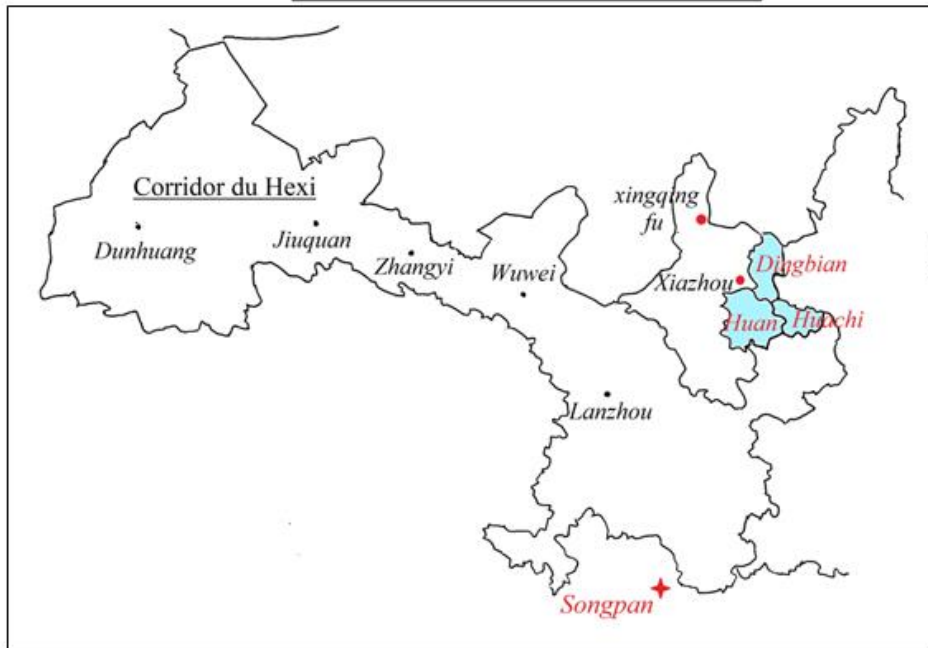 Corridor du Hexi
Dunhuang
Jiuquan
Zhangyi
Wuwei
xingqing
fu
Xiazhou
Dingbian
Huan
Huachi
Lanzhou
Songpan